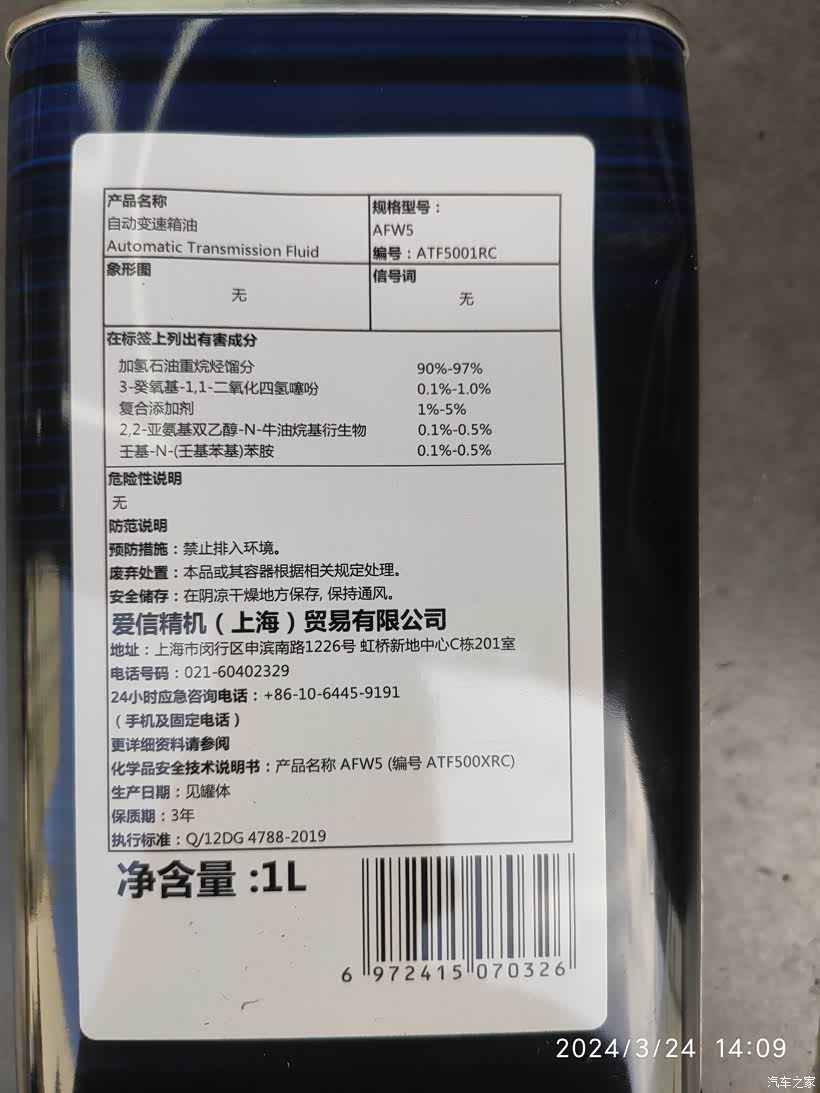 产品名称
自动变速箱油
Automatic Transmission Fluid
规格型号：
AFW5
编号：ATF5001RC
象形图
无
信号词
无
在标签上列出有害成分
加氢石油重烷烃馏分 90%-97%
3-癸氧基-1,1-二氧化四氢噻吩 0.1%-1.0%
复合添加剂 1%-5%
2,2-亚氨基双乙醇-N-牛油烷基衍生物 0.1%-0.5%
壬基-N-(壬基苯基)苯胺 0.1%-0.5%
危险性说明
无
防范说明
预防措施：禁止排入环境。
废弃处置：本品或其容器根据相关规定处理。
安全储存：在阴凉干燥地方保存, 保持通风。
爱信精机（上海）贸易有限公司
地址：上海市闵行区申滨南路1226号 虹桥新地中心C栋201室
电话号码：021-60402329
24小时应急咨询电话：+86-10-6445-9191
（手机及固定电话）
更详细资料请参阅
化学品安全技术说明书：产品名称 AFW5 (编号 ATF500XRC)
生产日期：见罐体
保质期：3年
执行标准：Q/12DG 4788-2019
净含量 :1L
6 972415 070326
2024/3/24 14:09
汽车之家